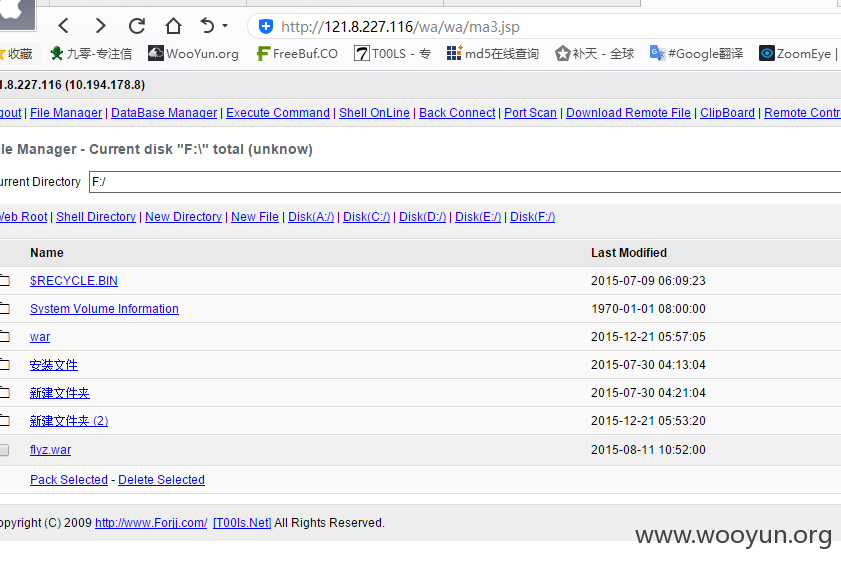 http://121.8.227.116/wa/wa/ma3.jsp
收藏 九零-专注信 WooYun.org FreeBuf.CO T00LS - 专 md5在线查询 补天 - 全球 #Google翻译 ZoomEye |
1.8.227.116 (10.194.178.8)
gout | File Manager | DataBase Manager | Execute Command | Shell OnLine | Back Connect | Port Scan | Download Remote File | ClipBoard | Remote Contr
le Manager - Current disk "F:\" total (unknow)
urrent Directory F:/
Web Root | Shell Directory | New Directory | New File | Disk(A:/) | Disk(C:/) | Disk(D:/) | Disk(E:/) | Disk(F:/)
Name Last Modified
$RECYCLE.BIN 2015-07-09 06:09:23
System Volume Information 1970-01-01 08:00:00
war 2015-12-21 05:57:05
安装文件 2015-07-30 04:13:04
新建文件夹 2015-07-30 04:21:04
新建文件夹 (2) 2015-12-21 05:53:20
flyz.war 2015-08-11 10:52:00
Pack Selected - Delete Selected
opyright (C) 2009 http://www.Forjj.com/ [T00ls.Net] All Rights Reserved.
www.wooyun.org